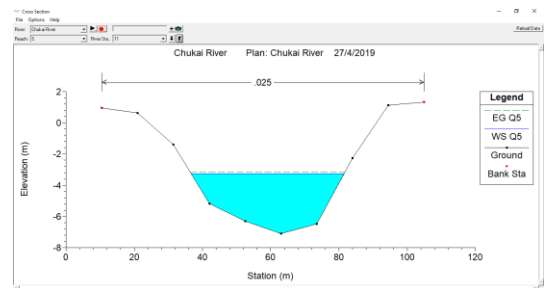 Cross Section
File Options Help
River: Chukai River
Reach: 0 River Sta.: 11
Reload Data
Chukai River Plan: Chukai River 27/4/2019
.025
Elevation (m)
2
0
-2
-4
-6
-8
0 20 40 60 80 100 120
Station (m)
Legend
EG Q5
WS Q5
Ground
Bank Sta